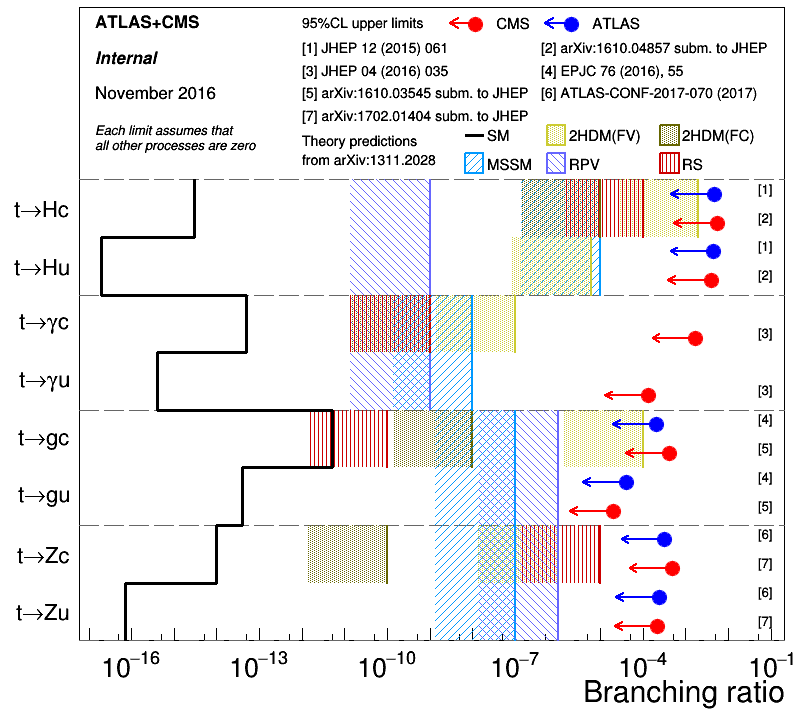 ATLAS+CMS
Internal
November 2016
Each limit assumes that
all other processes are zero
95%CL upper limits CMS ATLAS
[1] JHEP 12 (2015) 061 [2] arXiv:1610.04857 subm. to JHEP
[3] JHEP 04 (2016) 035 [4] EPJC 76 (2016), 55
[5] arXiv:1610.03545 subm. to JHEP [6] ATLAS-CONF-2017-070 (2017)
[7] arXiv:1702.01404 subm. to JHEP
Theory predictions
from arXiv:1311.2028
SM 2HDM(FV) 2HDM(FC)
MSSM RPV RS
t→Hc [1]
[2]
t→Hu [1]
[2]
t→γc [3]
t→γu [3]
t→gc [4]
[5]
t→gu [4]
[5]
t→Zc [6]
[7]
t→Zu [6]
[7]
10⁻¹⁶ 10⁻¹³ 10⁻¹⁰ 10⁻⁷ 10⁻⁴ 10⁻¹
Branching ratio